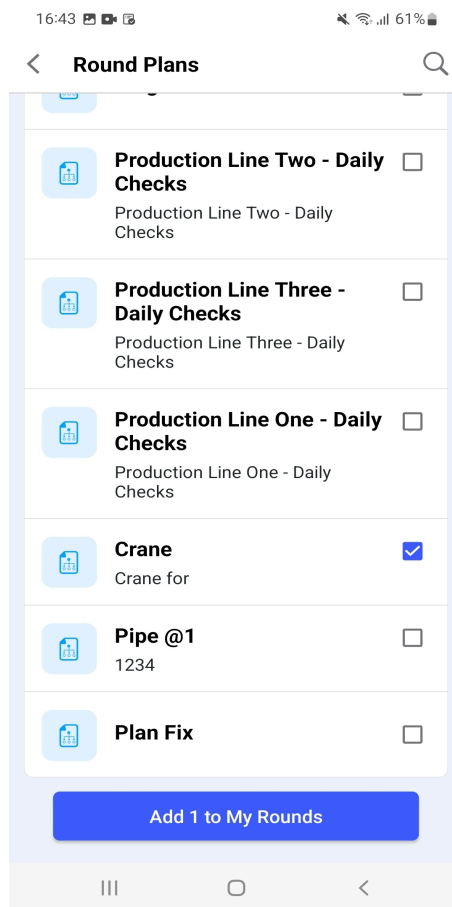 16:43 61%
Round Plans
Production Line Two - Daily
Checks
Production Line Two - Daily
Checks
Production Line Three -
Daily Checks
Production Line Three - Daily
Checks
Production Line One - Daily
Checks
Production Line One - Daily
Checks
Crane
Crane for
Pipe @1
1234
Plan Fix
Add 1 to My Rounds